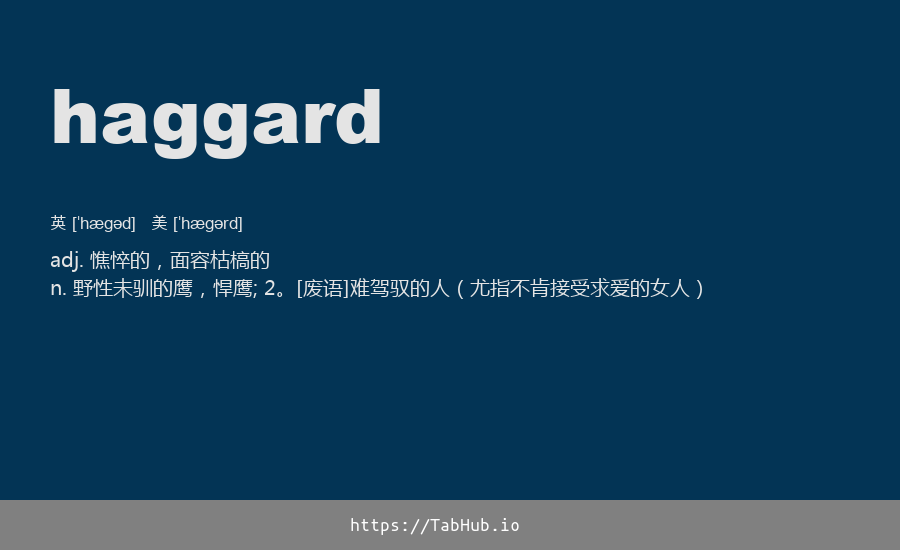 haggard
英 [ˈhæɡəd] 美 [ˈhæɡərd]
adj. 憔悴的，面容枯槁的
n. 野性未驯的鹰，悍鹰; 2。[废语]难驾驭的人（尤指不肯接受求爱的女人）
https://TabHub.io